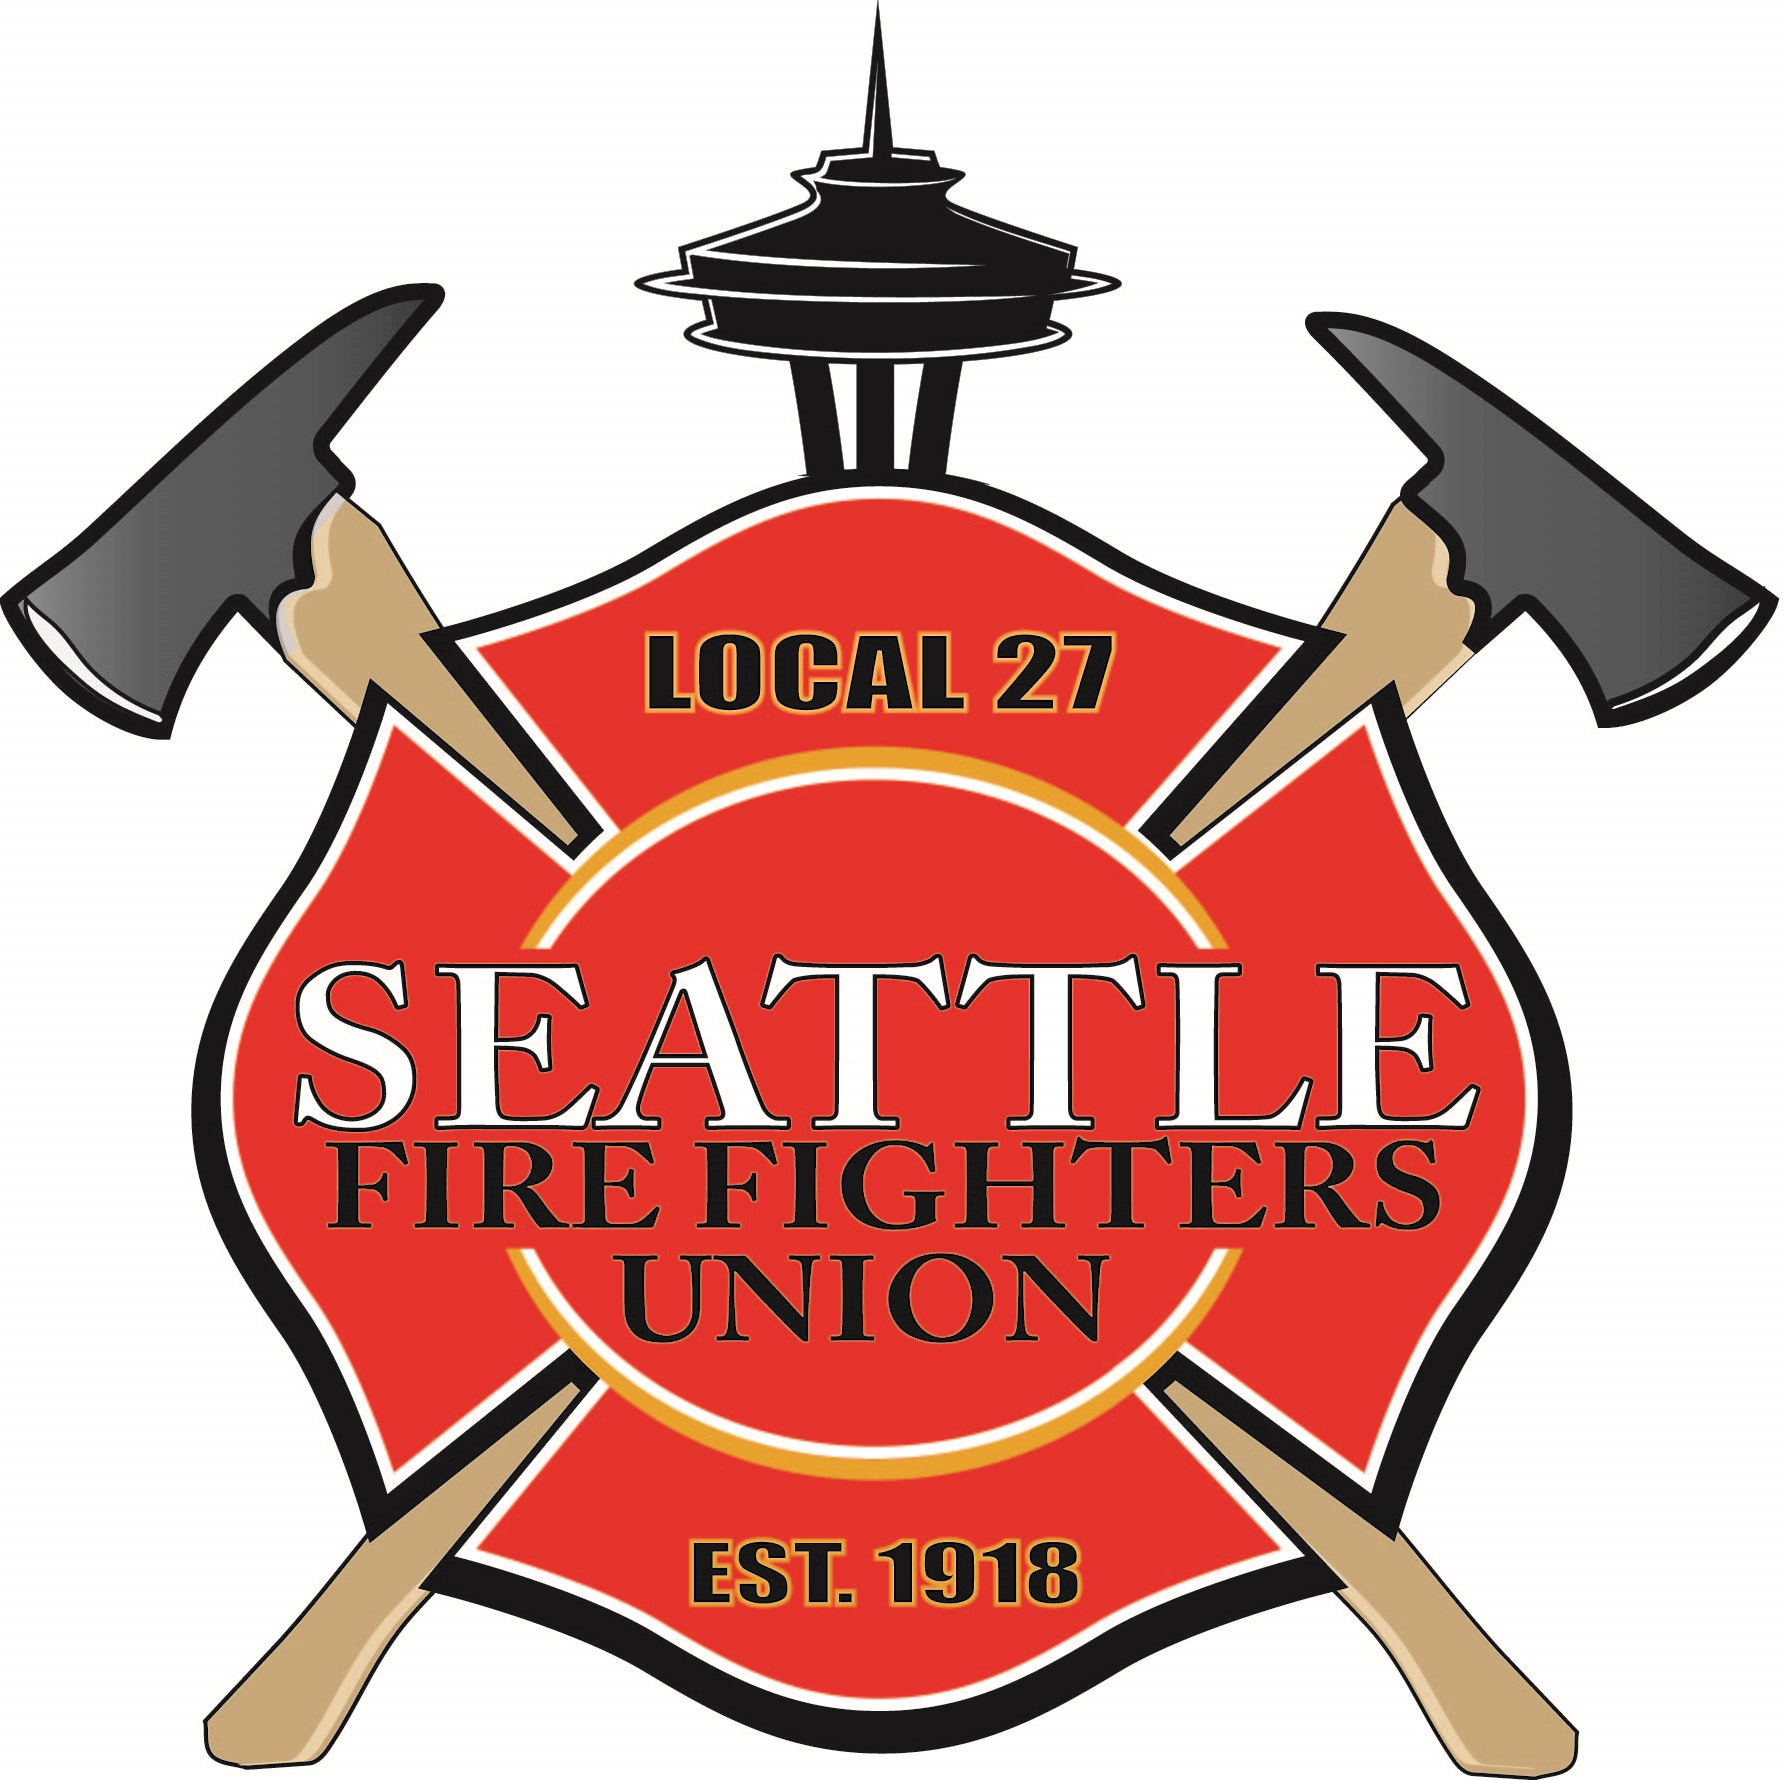 LOCAL 27
SEATTLE
FIRE FIGHTERS
UNION
EST. 1918